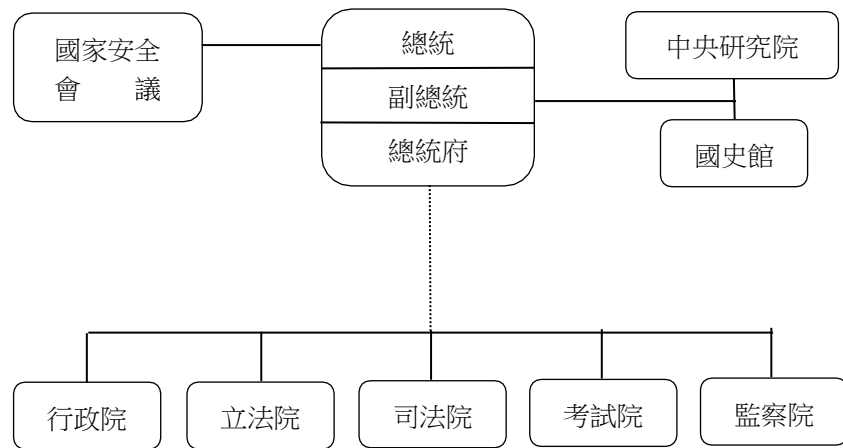 國家安全
會　　議
總統
副總統
總統府
中央研究院
國史館
行政院
立法院
司法院
考試院
監察院